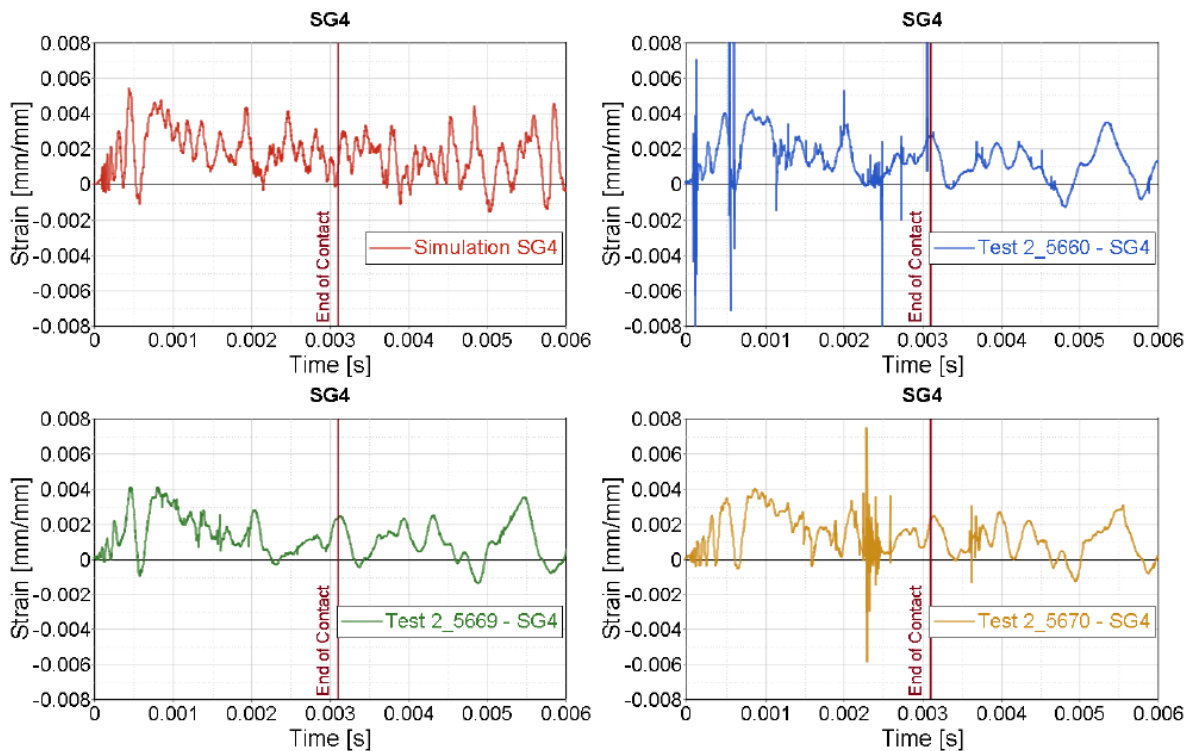 SG4
0.008
0.006
0.004
0.002
0
-0.002
-0.004
-0.006
-0.008
Strain [mm/mm]
End of Contact
Simulation SG4
0 0.001 0.002 0.003 0.004 0.005 0.006
Time [s]
SG4
0.008
0.006
0.004
0.002
0
-0.002
-0.004
-0.006
-0.008
Strain [mm/mm]
End of Contact
Test 2_5660 - SG4
0 0.001 0.002 0.003 0.004 0.005 0.006
Time [s]
SG4
0.008
0.006
0.004
0.002
0
-0.002
-0.004
-0.006
-0.008
Strain [mm/mm]
End of Contact
Test 2_5669 - SG4
0 0.001 0.002 0.003 0.004 0.005 0.006
Time [s]
SG4
0.008
0.006
0.004
0.002
0
-0.002
-0.004
-0.006
-0.008
Strain [mm/mm]
End of Contact
Test 2_5670 - SG4
0 0.001 0.002 0.003 0.004 0.005 0.006
Time [s]